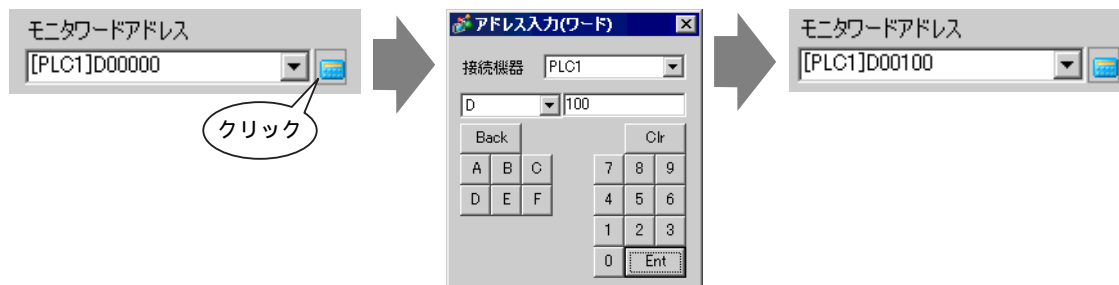 モニタワードアドレス
[PLC1]D00000
クリック
アドレス入力(ワード)
接続機器 PLC1
D 100
Back Clr
A B C 7 8 9
D E F 4 5 6
1 2 3
0 Ent
モニタワードアドレス
[PLC1]D00100